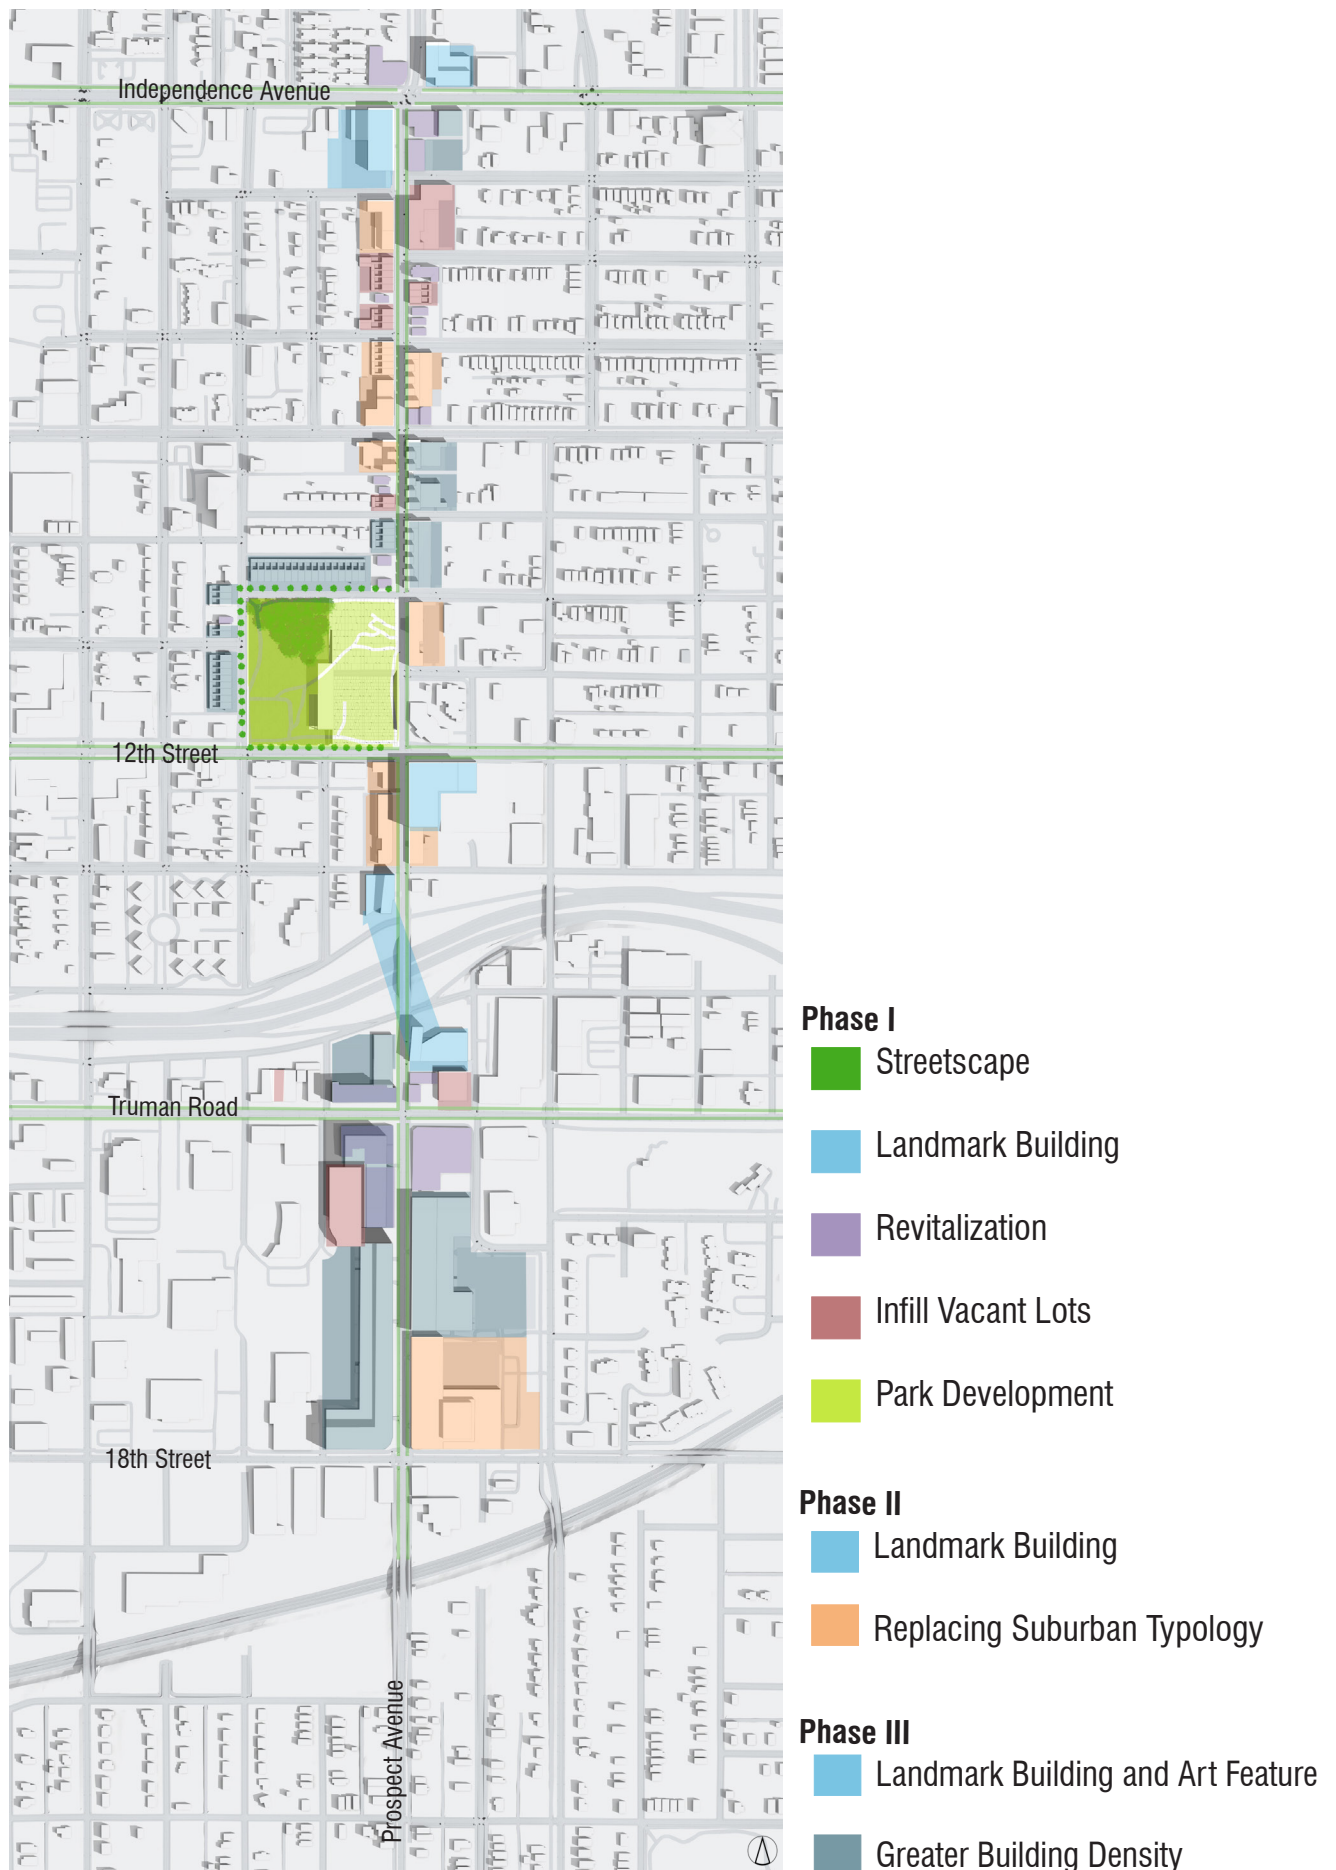 Independence Avenue
12th Street
Truman Road
18th Street
Prospect Avenue
Phase I
Streetscape
Landmark Building
Revitalization
Infill Vacant Lots
Park Development
Phase II
Landmark Building
Replacing Suburban Typology
Phase III
Landmark Building and Art Feature
Greater Building Density